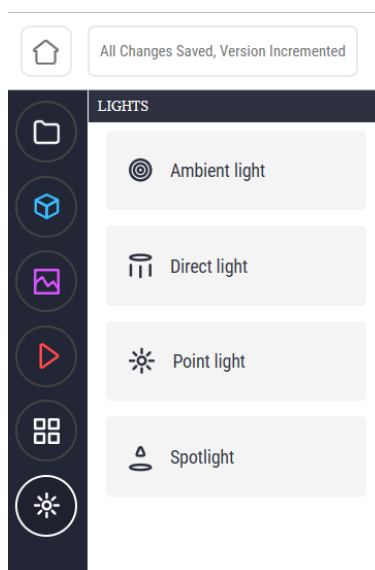 All Changes Saved, Version Incremented
LIGHTS
Ambient light
Direct light
Point light
Spotlight